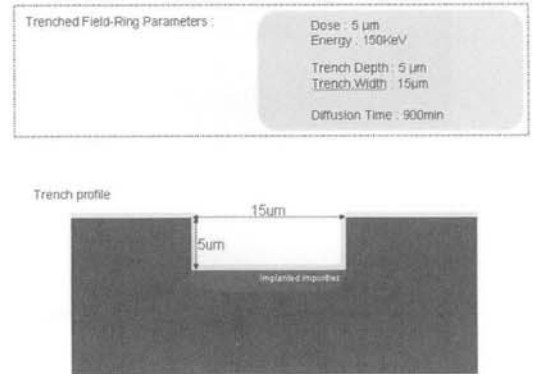 Trenched Field-Ring Parameters :
Dose : 5 µm
Energy : 150KeV
Trench Depth : 5 µm
Trench Width : 15µm
Diffusion Time : 900min
Trench profile
15um
5um
Implanted impurities